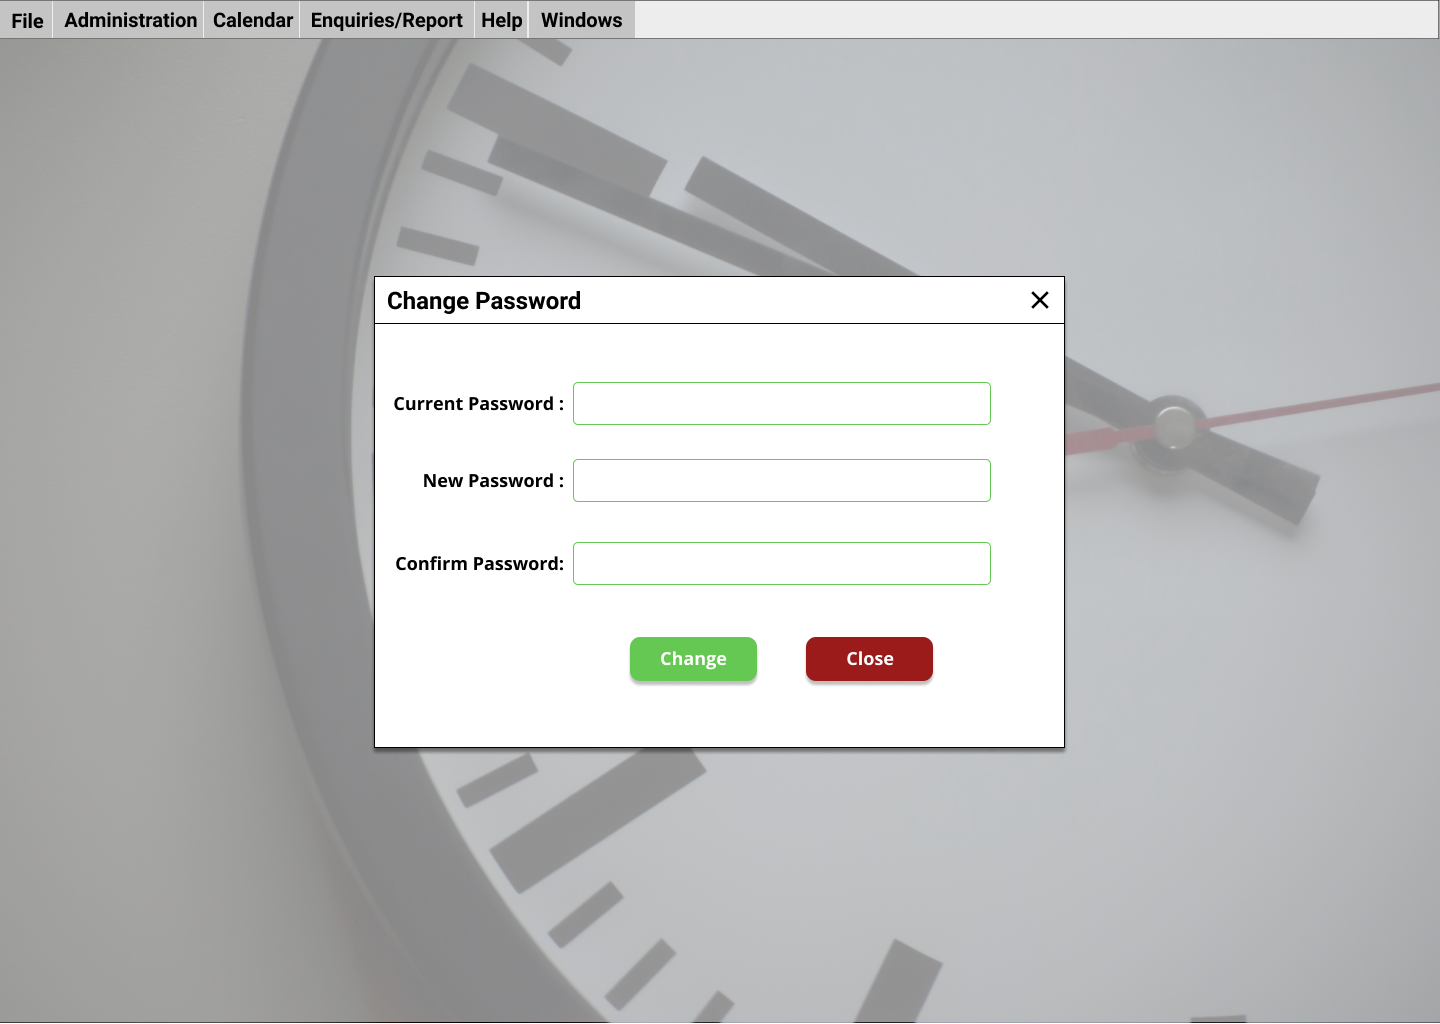 File Administration Calendar Enquiries/Report Help Windows
Change Password
Current Password :
New Password :
Confirm Password:
Change Close